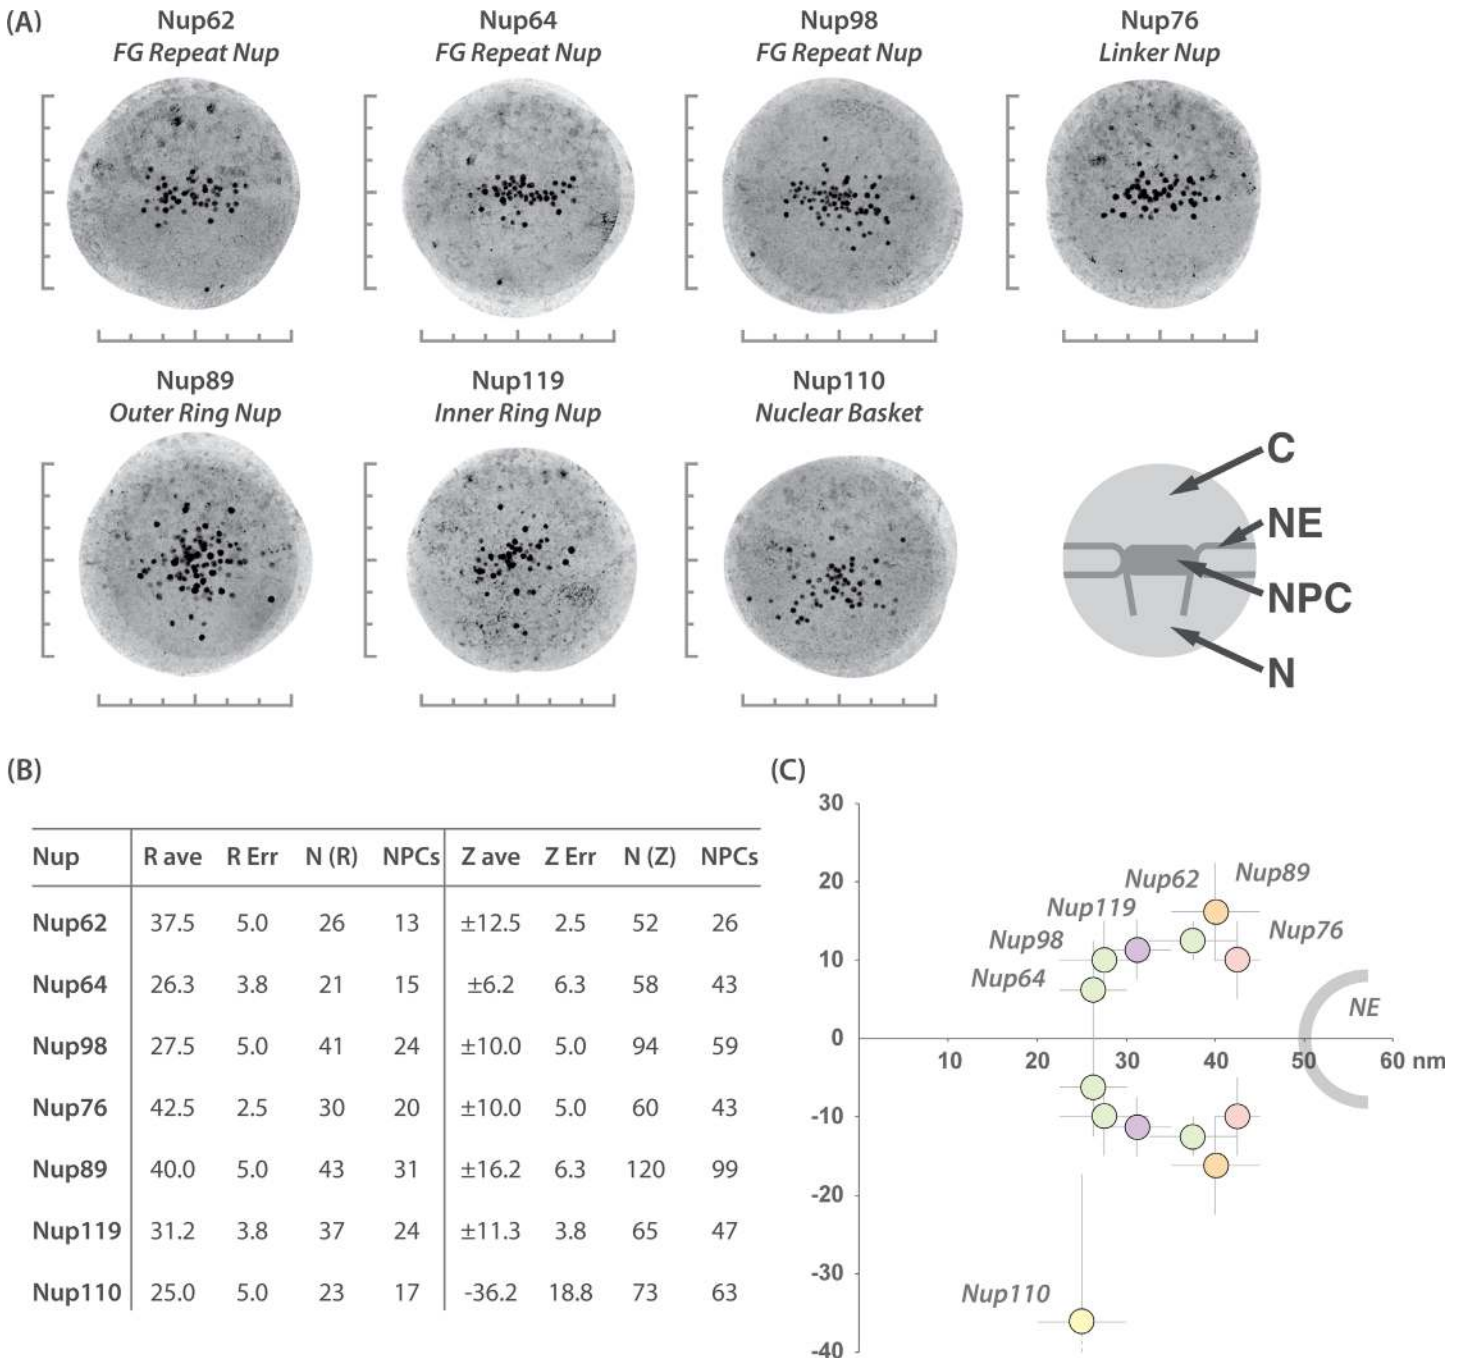 (A)
Nup62
FG Repeat Nup
Nup64
FG Repeat Nup
Nup98
FG Repeat Nup
Nup76
Linker Nup
Nup89
Outer Ring Nup
Nup119
Inner Ring Nup
Nup110
Nuclear Basket
C
NE
NPC
N
(B)
Nup R ave R Err N (R) NPCs Z ave Z Err N (Z) NPCs
Nup62 37.5 5.0 26 13 ±12.5 2.5 52 26
Nup64 26.3 3.8 21 15 ±6.2 6.3 58 43
Nup98 27.5 5.0 41 24 ±10.0 5.0 94 59
Nup76 42.5 2.5 30 20 ±10.0 5.0 60 43
Nup89 40.0 5.0 43 31 ±16.2 6.3 120 99
Nup119 31.2 3.8 37 24 ±11.3 3.8 65 47
Nup110 25.0 5.0 23 17 -36.2 18.8 73 63
(C)
30
20
10
0
-10
-20
-30
-40
10 20 30 40 50 60 nm
Nup62
Nup89
Nup119
Nup76
Nup98
Nup64
NE
Nup110